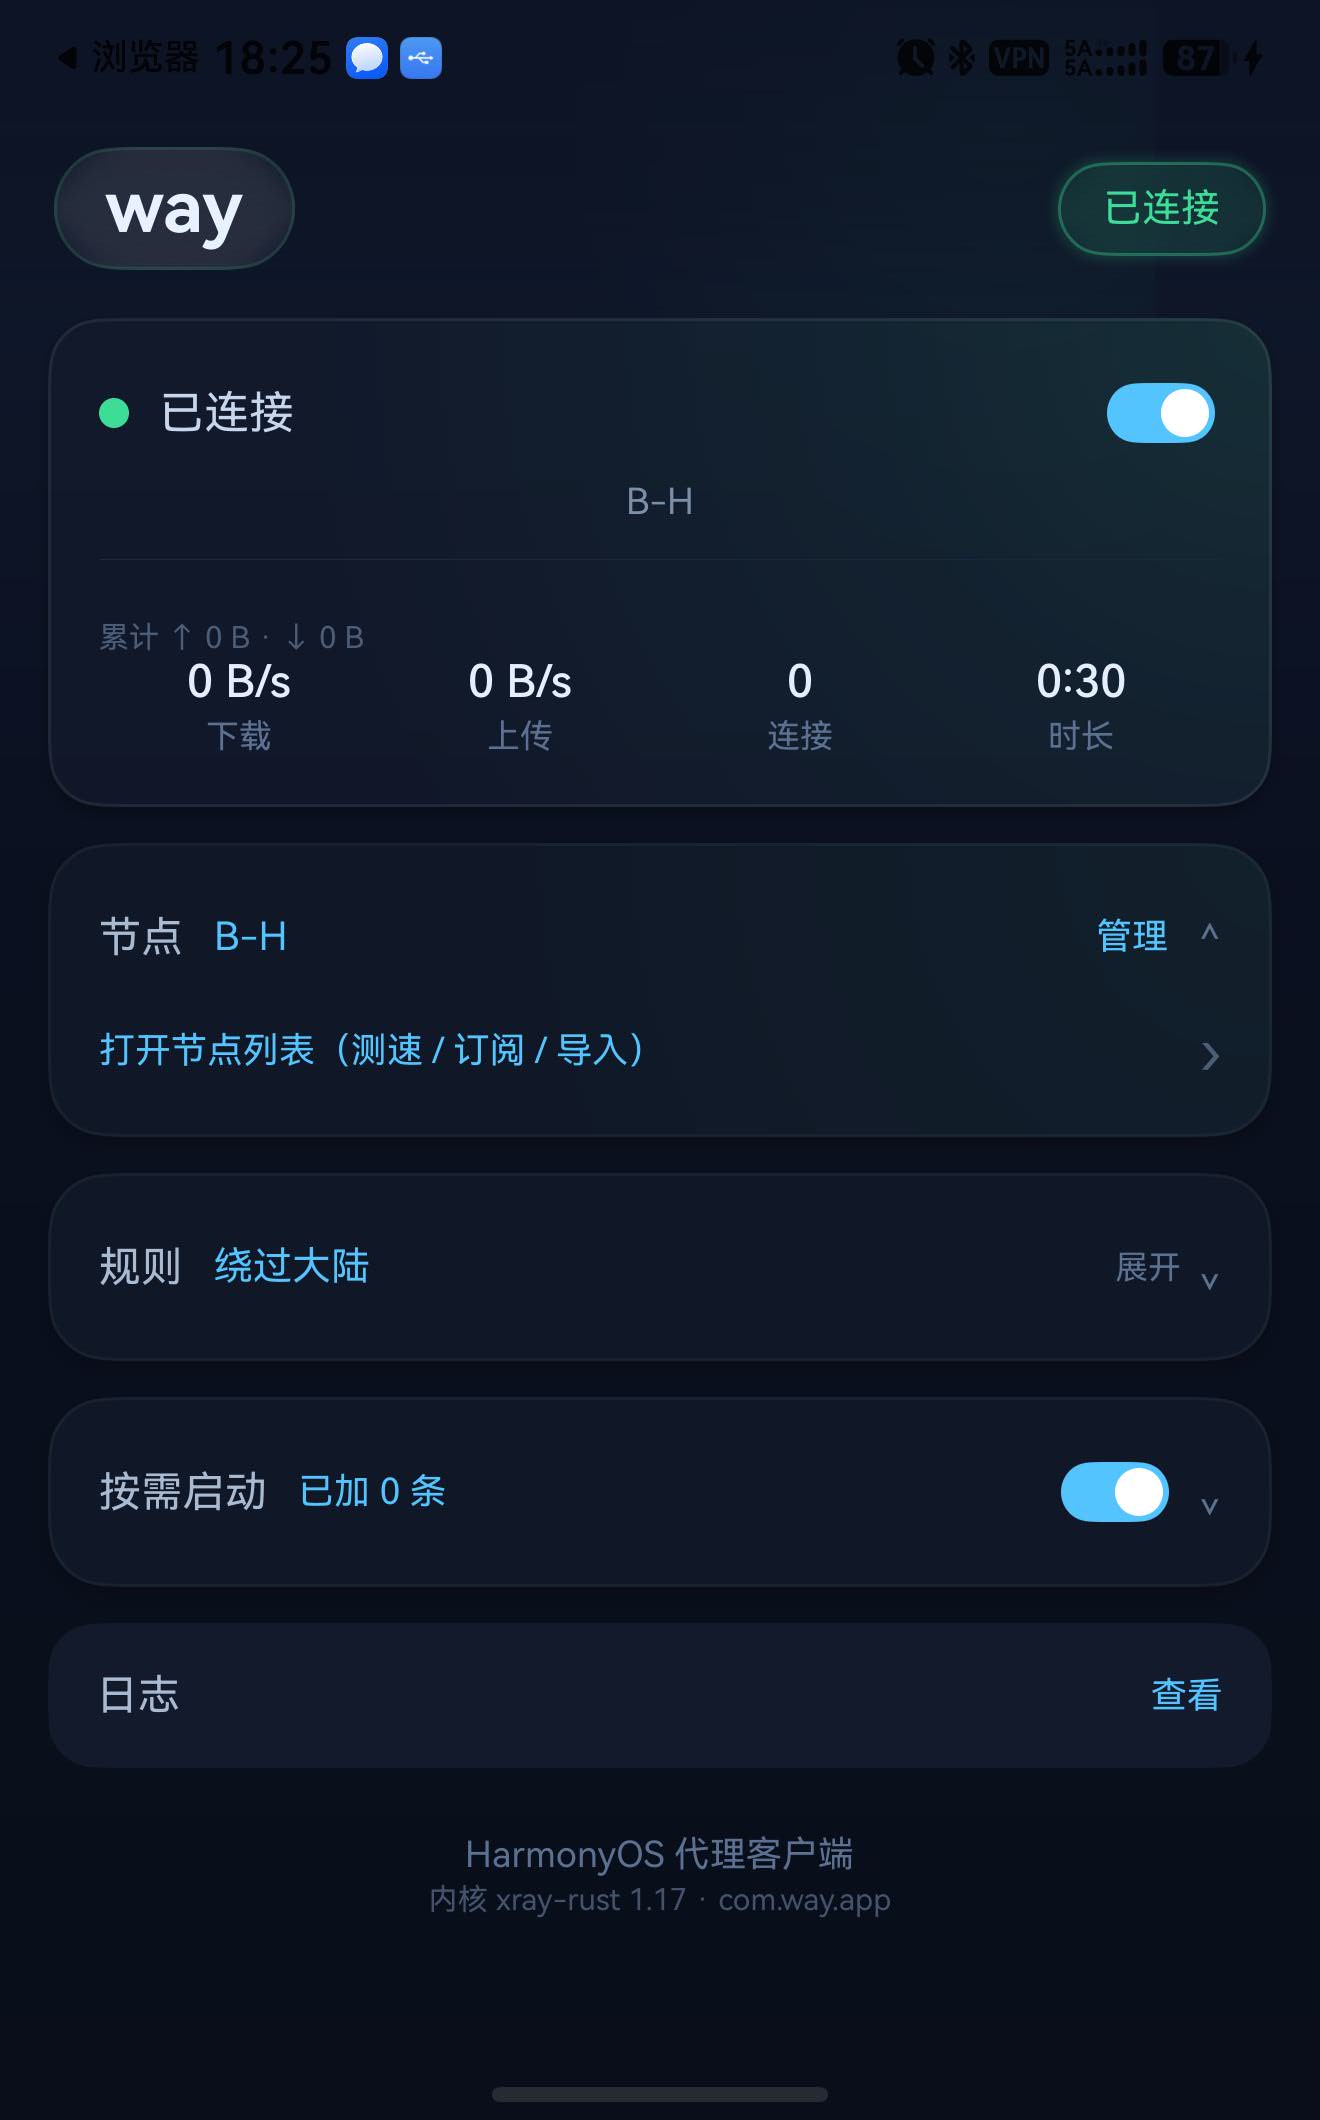 浏览器 18:25 VPN 5A 5A 87
way 已连接
已连接
B-H
累计 ↑ 0 B · ↓ 0 B
0 B/s 0 B/s 0 0:30
下载 上传 连接 时长
节点 B-H 管理
打开节点列表（测速 / 订阅 / 导入）
规则 绕过大陆 展开
按需启动 已加 0 条
日志 查看
HarmonyOS 代理客户端
内核 xray-rust 1.17 · com.way.app